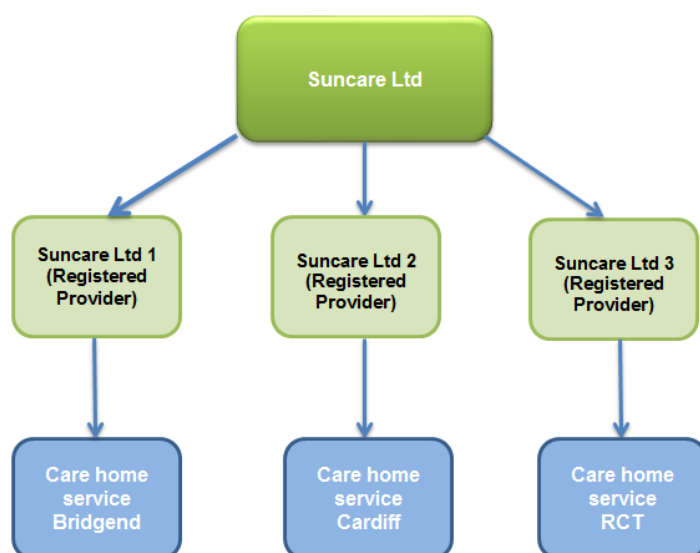 Suncare Ltd
Suncare Ltd 1
(Registered
Provider)
Suncare Ltd 2
(Registered
Provider)
Suncare Ltd 3
(Registered
Provider)
Care home
service
Bridgend
Care home
service
Cardiff
Care home
service
RCT